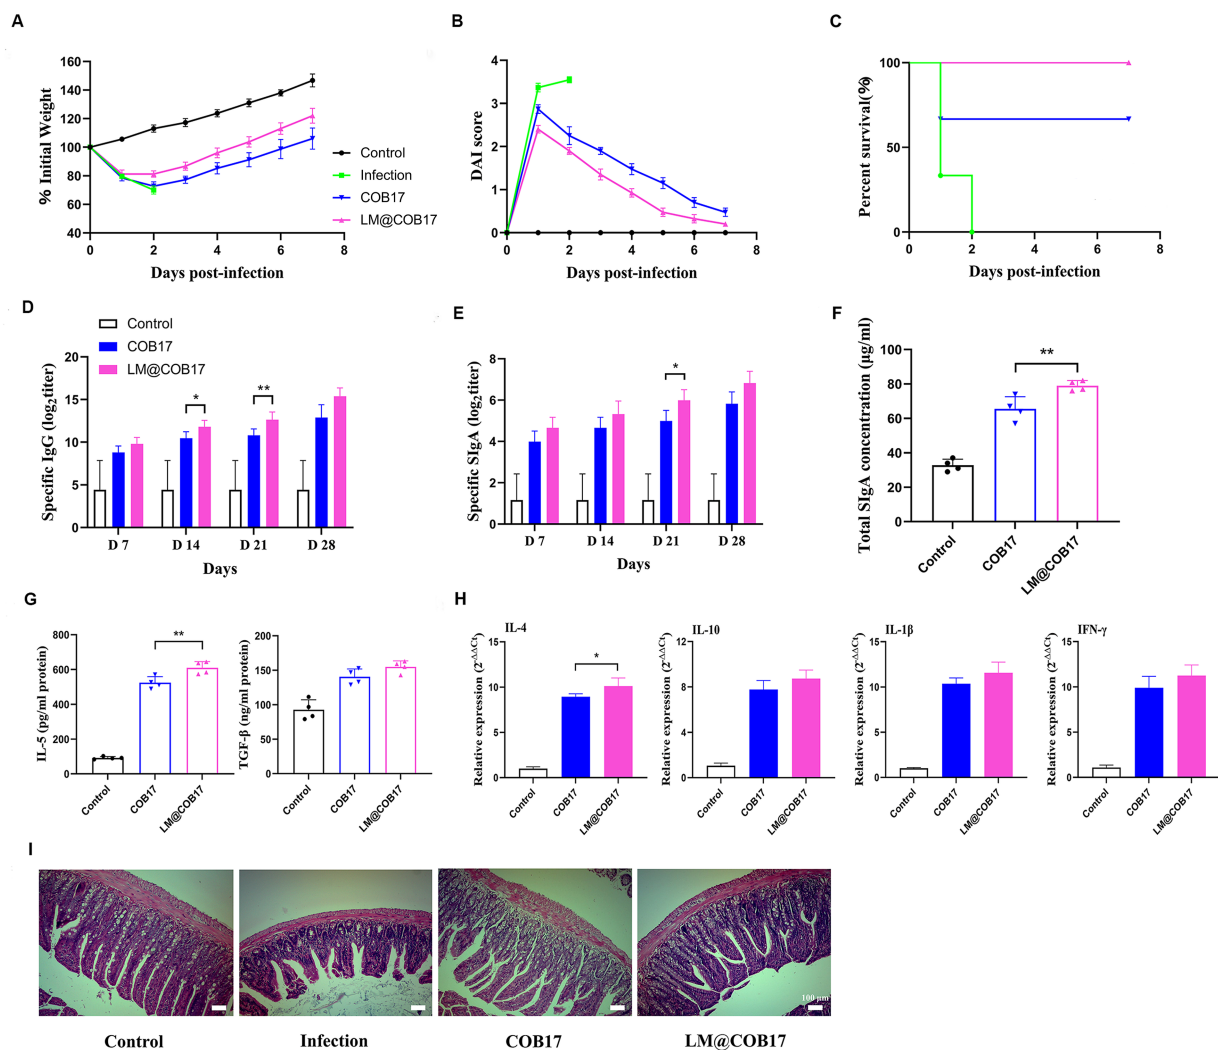 A
B
C
% Initial Weight
160
140
120
100
80
60
40
0 2 4 6 8
Days post-infection
Control
Infection
COB17
LM@COB17
DAI score
4
3
2
1
0
0 2 4 6 8
Days post-infection
Percent survival(%)
100
50
0
0 2 4 6 8
Days post-infection
D
Control
COB17
LM@COB17
Specific IgG (log2titer)
20
15
10
5
0
*
**
D 7 D 14 D 21 D 28
Days
E
Specific SIgA (log2titer)
8
6
4
2
0
*
D 7 D 14 D 21 D 28
Days
F
Total SIgA concentration (μg/ml)
100
80
60
40
20
0
**
Control COB17 LM@COB17
G
IL-5 (pg/ml protein)
800
600
400
200
0
**
Control COB17 LM@COB17
TGF-β (ng/ml protein)
200
150
100
50
0
Control COB17 LM@COB17
H
IL-4
Relative expression (2−ΔΔCt)
15
10
5
0
*
Control COB17 LM@COB17
IL-10
Relative expression (2−ΔΔCt)
12
8
4
0
Control COB17 LM@COB17
IL-1β
Relative expression (2−ΔΔCt)
15
10
5
0
Control COB17 LM@COB17
IFN-γ
Relative expression (2−ΔΔCt)
15
10
5
0
Control COB17 LM@COB17
I
100 μm
Control Infection COB17 LM@COB17